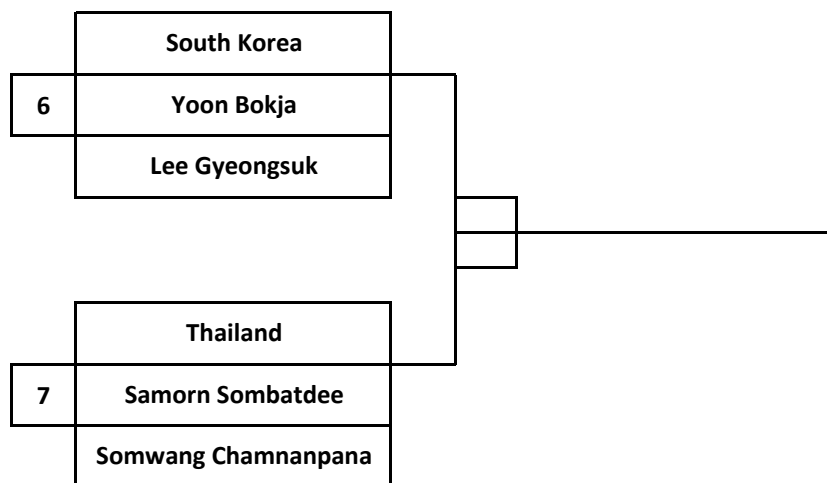 South Korea
6
Yoon Bokja
Lee Gyeongsuk
Thailand
7
Samorn Sombatdee
Somwang Chamnanpana